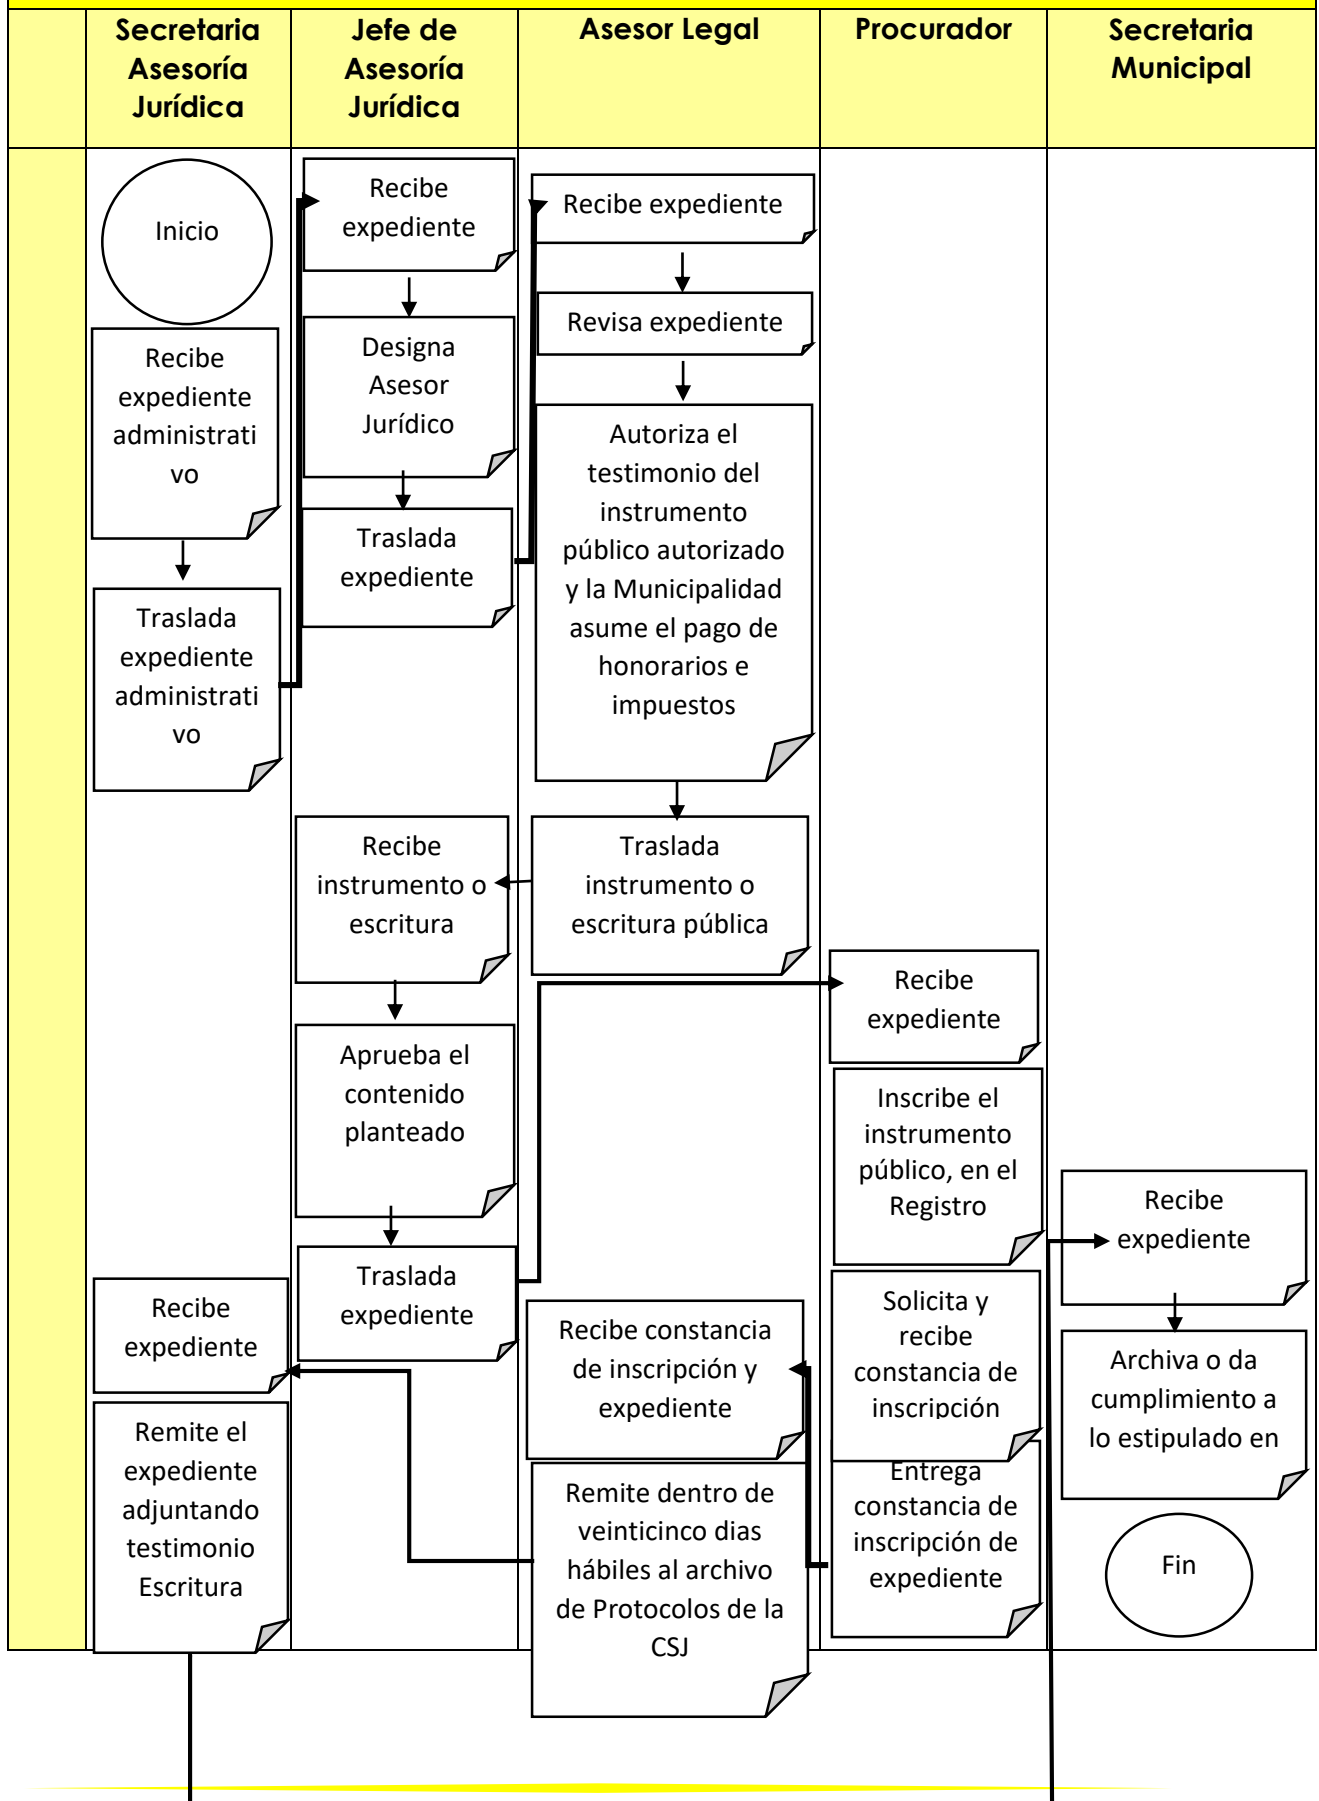 Secretaria
Asesoría
Jurídica
Jefe de
Asesoría
Jurídica
Asesor Legal
Procurador
Secretaria
Municipal
Inicio
Recibe
expediente
administrati
vo
Traslada
expediente
administrati
vo
Recibe
expediente
Designa
Asesor
Jurídico
Traslada
expediente
Recibe expediente
Revisa expediente
Autoriza el
testimonio del
instrumento
público autorizado
y la Municipalidad
asume el pago de
honorarios e
impuestos
Traslada
instrumento o
escritura pública
Recibe
instrumento o
escritura
Aprueba el
contenido
planteado
Traslada
expediente
Recibe
expediente
Inscribe el
instrumento
público, en el
Registro
Solicita y
recibe
constancia de
inscripción
Entrega
constancia de
inscripción de
expediente
Recibe constancia
de inscripción y
expediente
Remite dentro de
veinticinco dias
hábiles al archivo
de Protocolos de la
CSJ
Recibe
expediente
Remite el
expediente
adjuntando
testimonio
Escritura
Recibe
expediente
Archiva o da
cumplimiento a
lo estipulado en
Fin